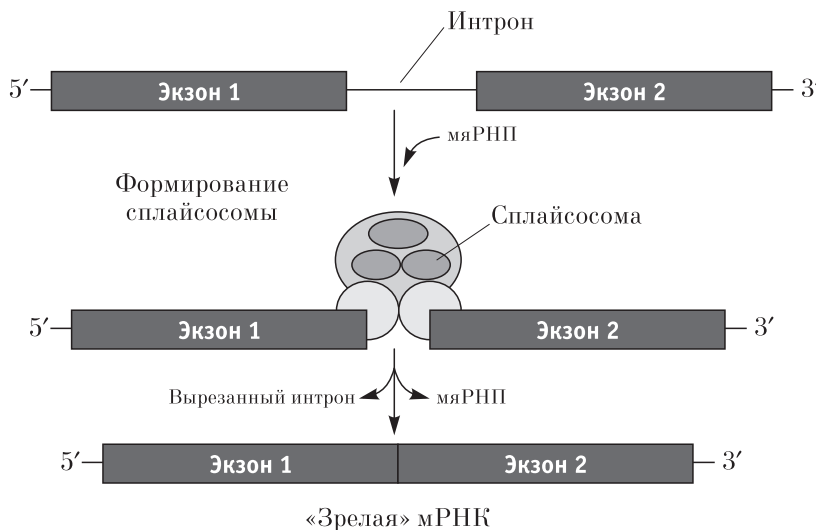 Интрон
5′ Экзон 1 Экзон 2 3′
мяРНП
Формирование
сплайсосомы
Сплайсосома
5′ Экзон 1 Экзон 2 3′
Вырезанный интрон мяРНП
5′ Экзон 1 Экзон 2 3′
«Зрелая» мРНК